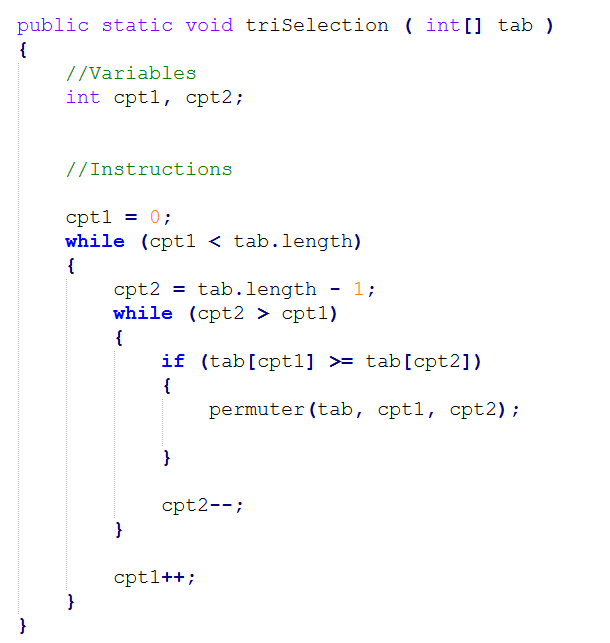 public static void triSelection ( int[] tab )
{
//Variables
int cpt1, cpt2;
//Instructions
cpt1 = 0;
while (cpt1 < tab.length)
{
cpt2 = tab.length - 1;
while (cpt2 > cpt1)
{
if (tab[cpt1] >= tab[cpt2])
{
permuter(tab, cpt1, cpt2);
}
cpt2--;
}
cpt1++;
}
}